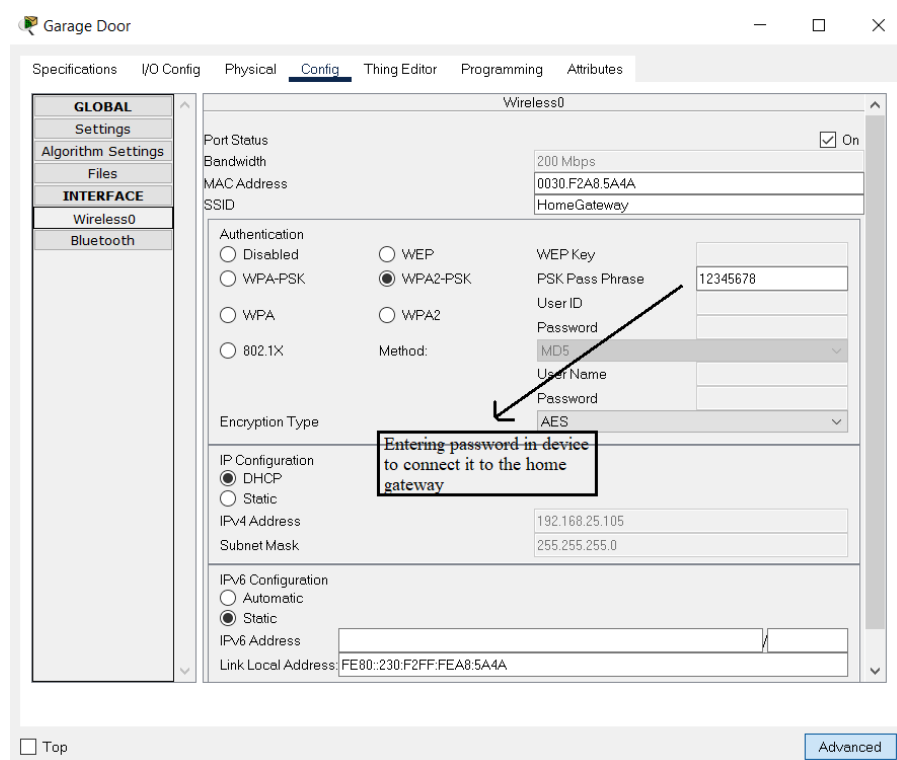 Garage Door
Specifications I/O Config Physical Config Thing Editor Programming Attributes
GLOBAL
Settings
Algorithm Settings
Files
INTERFACE
Wireless0
Bluetooth
Wireless0
Port Status On
Bandwidth 200 Mbps
MAC Address 0030.F2A8.5A4A
SSID HomeGateway
Authentication
Disabled WEP WEP Key
WPA-PSK WPA2-PSK PSK Pass Phrase 12345678
User ID
WPA WPA2
Password
802.1X Method: MD5
User Name
Password
Encryption Type AES
Entering password in device
to connect it to the home
gateway
IP Configuration
DHCP
Static
IPv4 Address 192.168.25.105
Subnet Mask 255.255.255.0
IPv6 Configuration
Automatic
Static
IPv6 Address /
Link Local Address: FE80::230:F2FF:FEA8:5A4A
Top Advanced